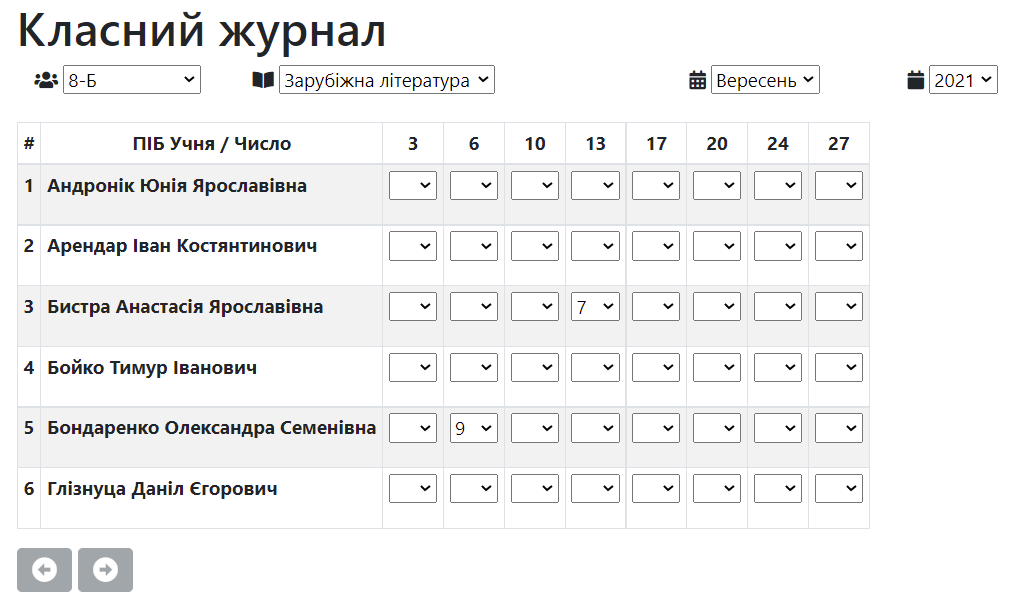 Класний журнал
8-Б Зарубіжна література Вересень 2021
# ПІБ Учня / Число 3 6 10 13 17 20 24 27
1 Андронік Юнія Ярославівна
2 Арендар Іван Костянтинович
3 Бистра Анастасія Ярославівна 7
4 Бойко Тимур Іванович
5 Бондаренко Олександра Семенівна 9
6 Глізнуца Даніл Єгорович